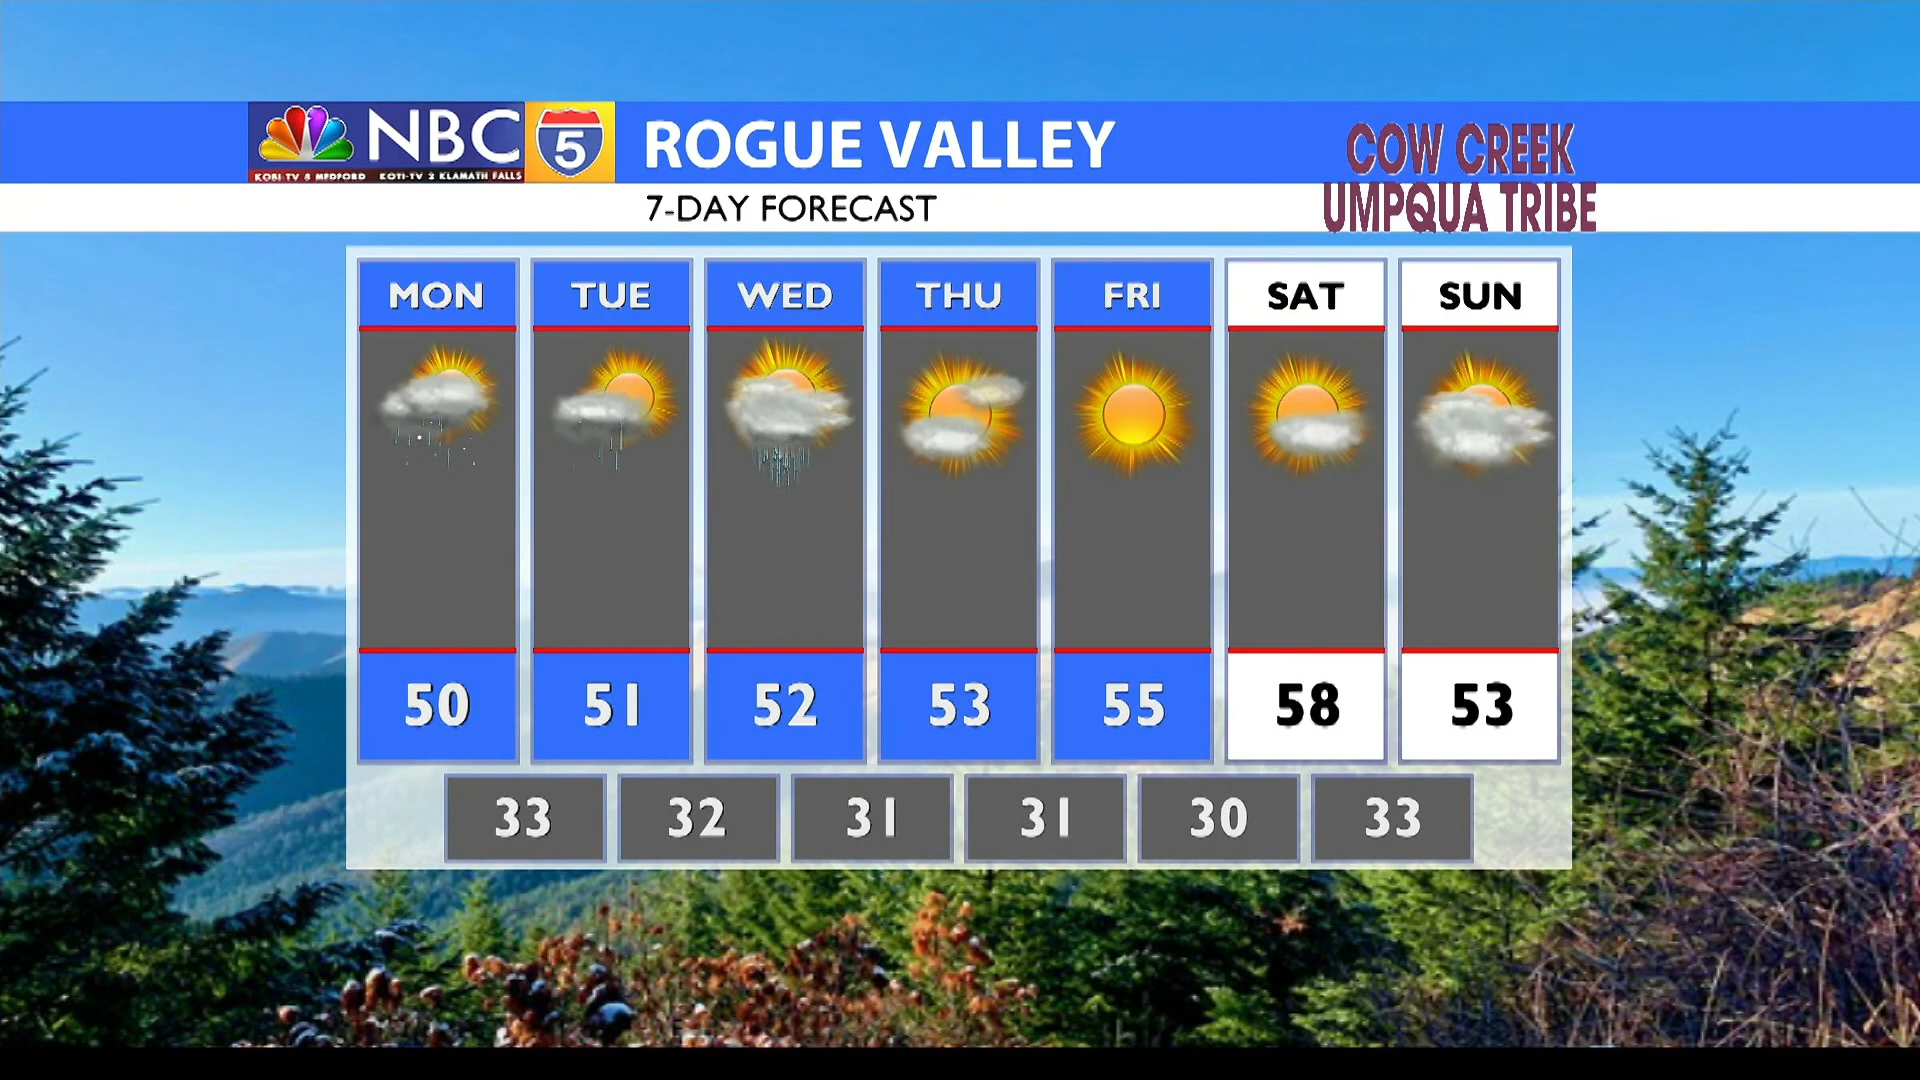 NBC 5
KOBI-TV 5 MEDFORD KOTI-TV 2 KLAMATH FALLS
ROGUE VALLEY
COW CREEK
UMPQUA TRIBE
7-DAY FORECAST
MON TUE WED THU FRI SAT SUN
50 51 52 53 55 58 53
33 32 31 31 30 33